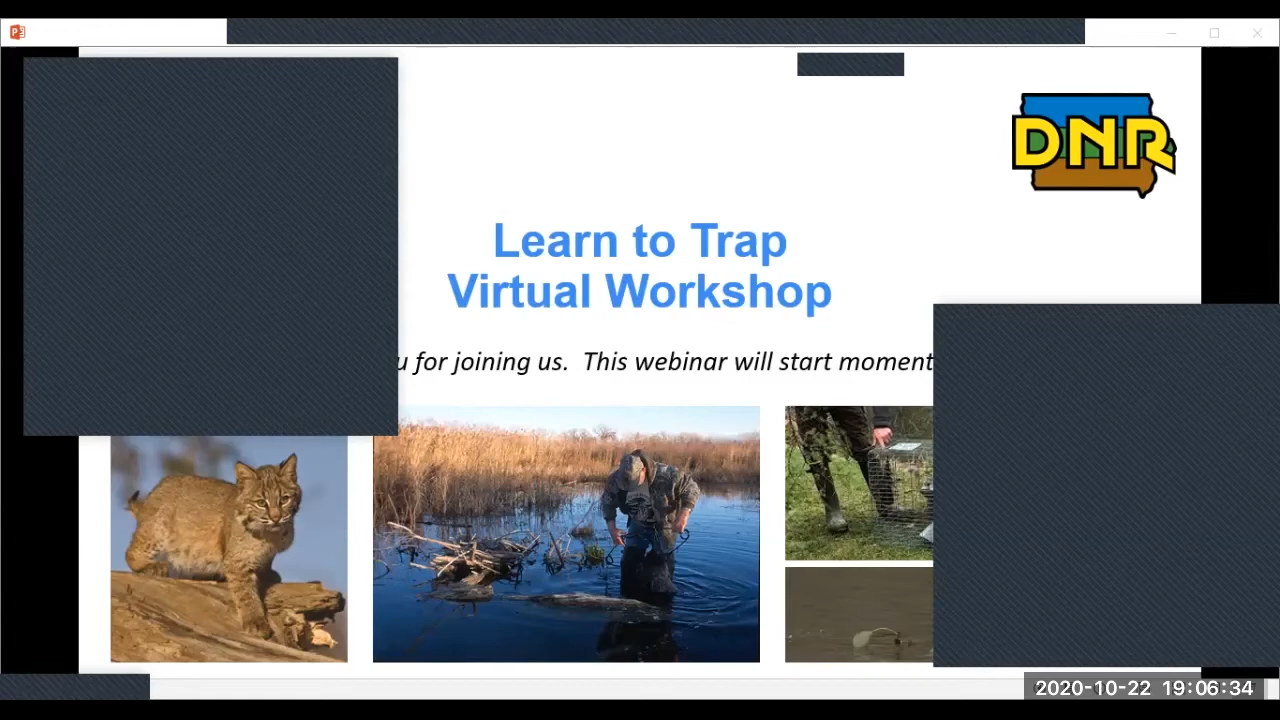 DNR
Learn to Trap
Virtual Workshop
for joining us. This webinar will start
2020-10-22 19:06:34